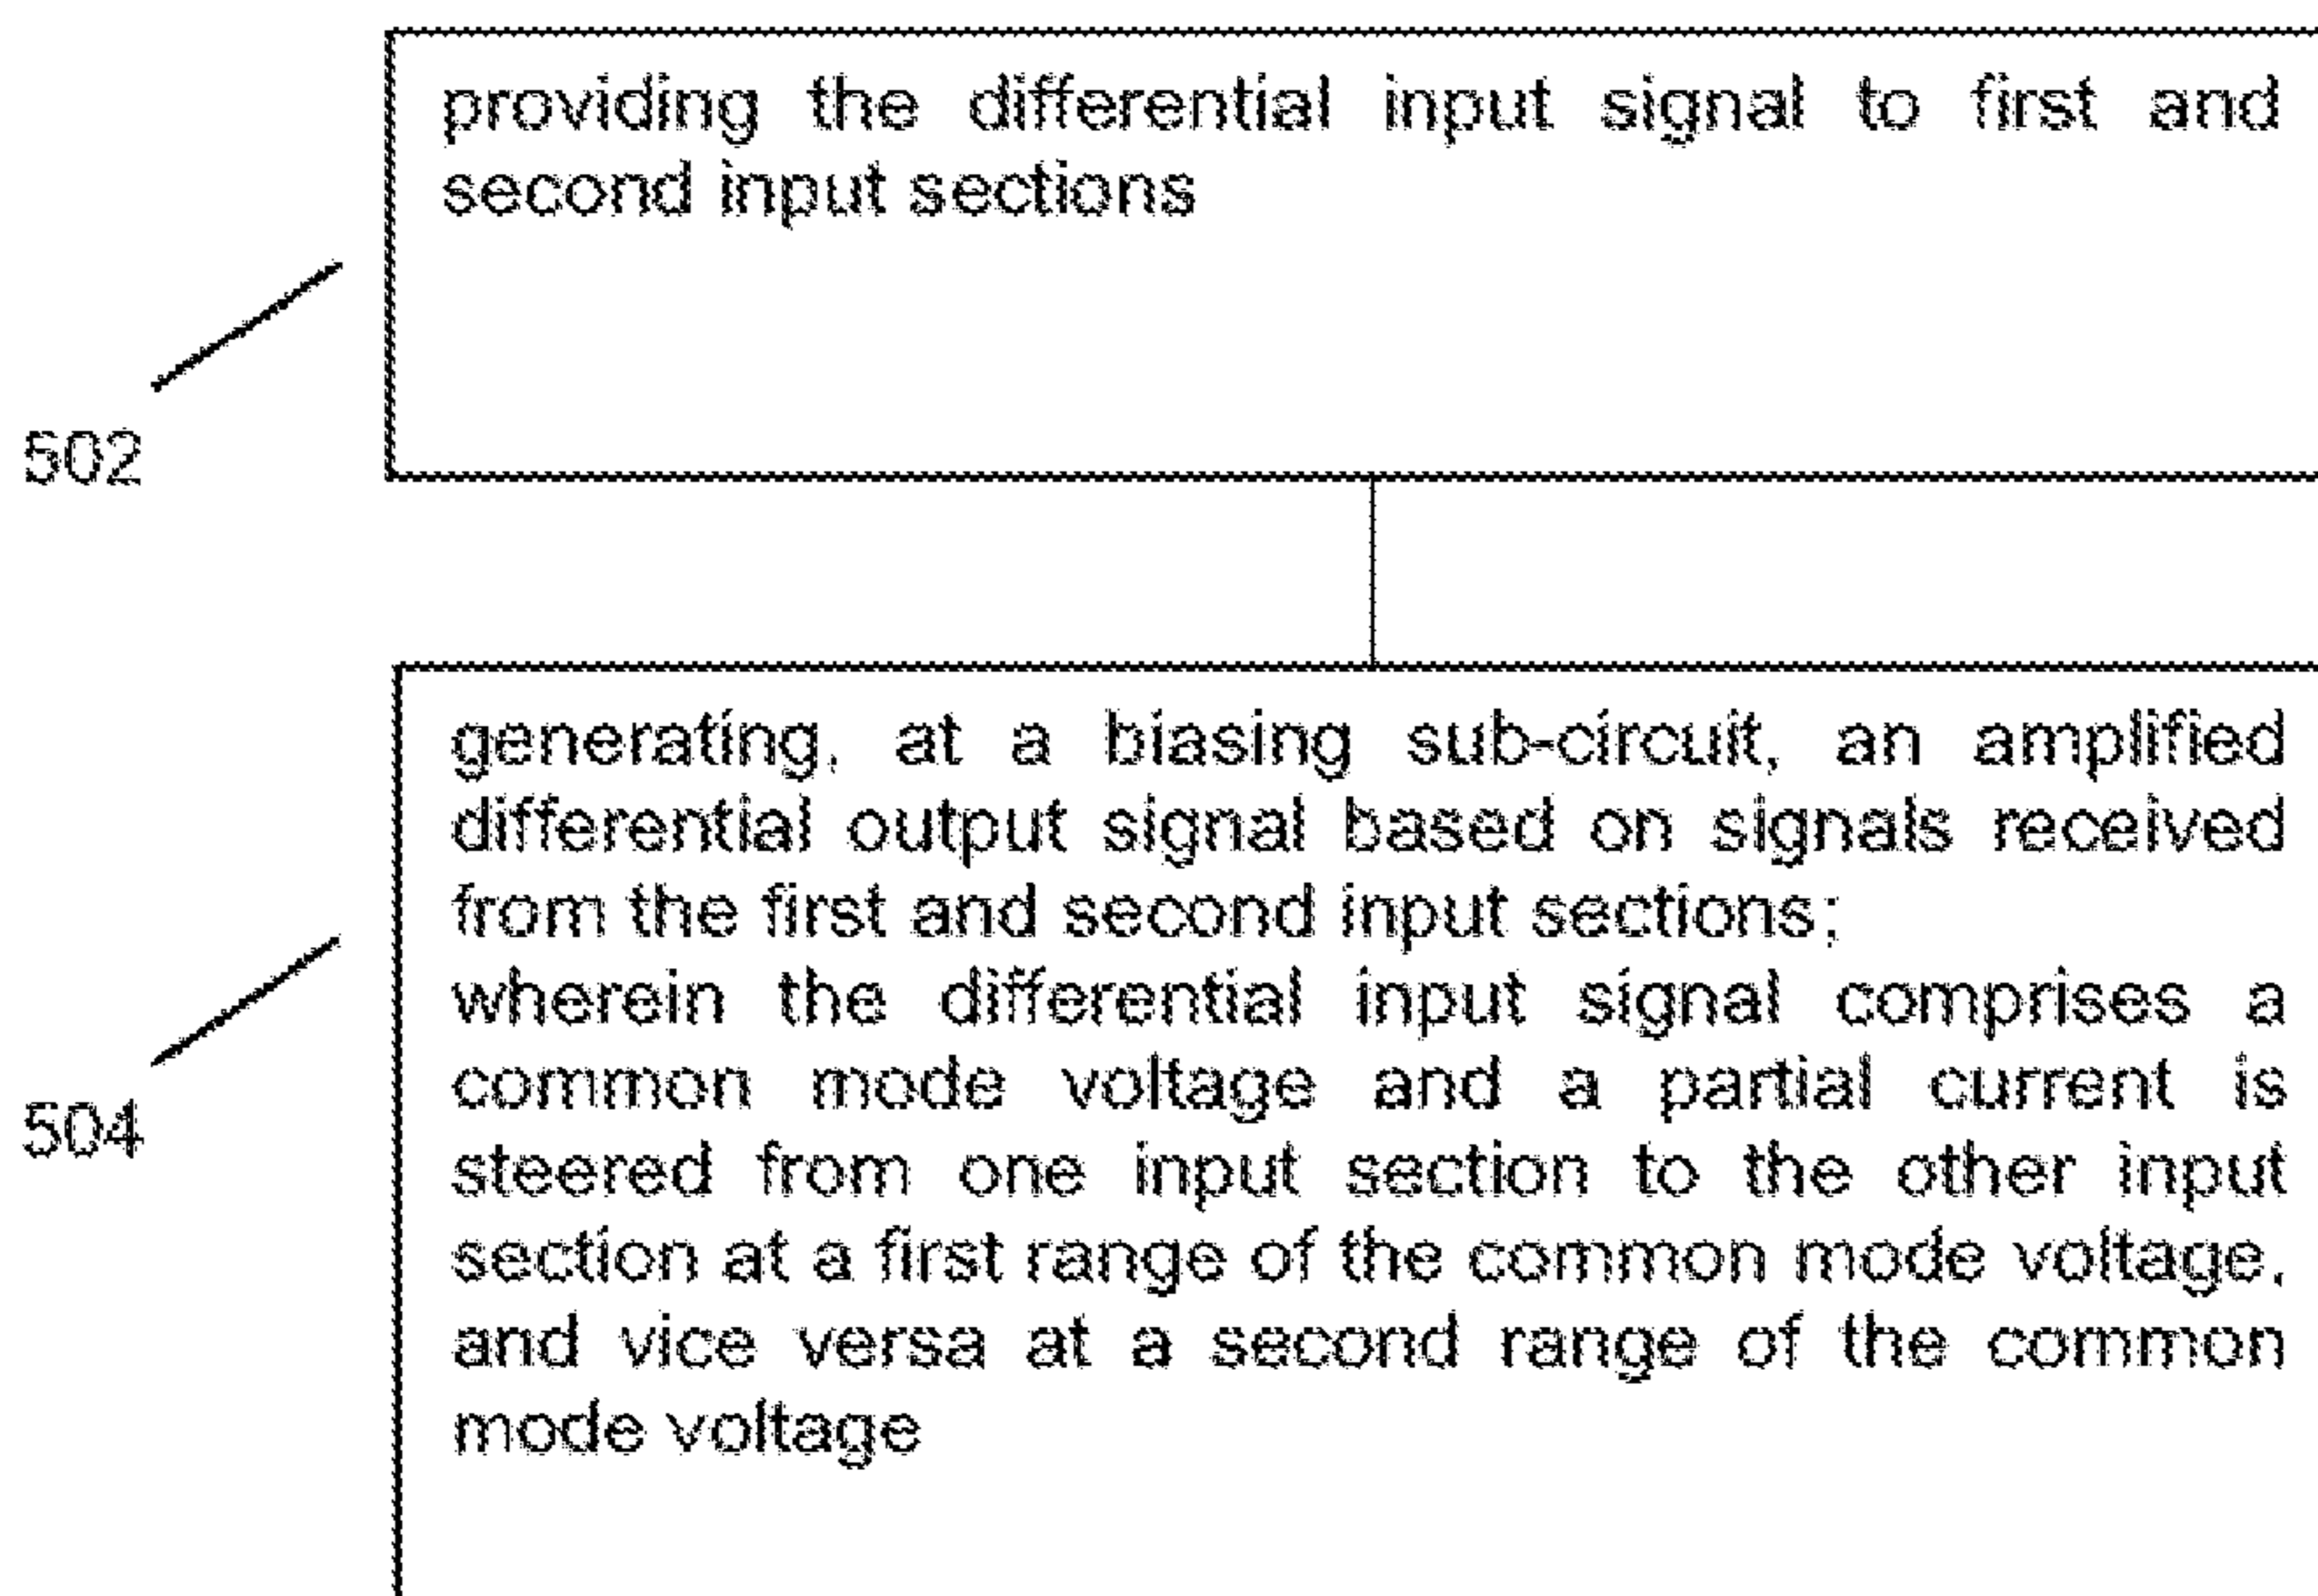 providing the differential input signal to first and
second input sections
502
generating, at a biasing sub-circuit, an amplified
differential output signal based on signals received
from the first and second input sections;
wherein the differential input signal comprises a
common mode voltage and a partial current is
steered from one input section to the other input
section at a first range of the common mode voltage,
and vice versa at a second range of the common
mode voltage
504